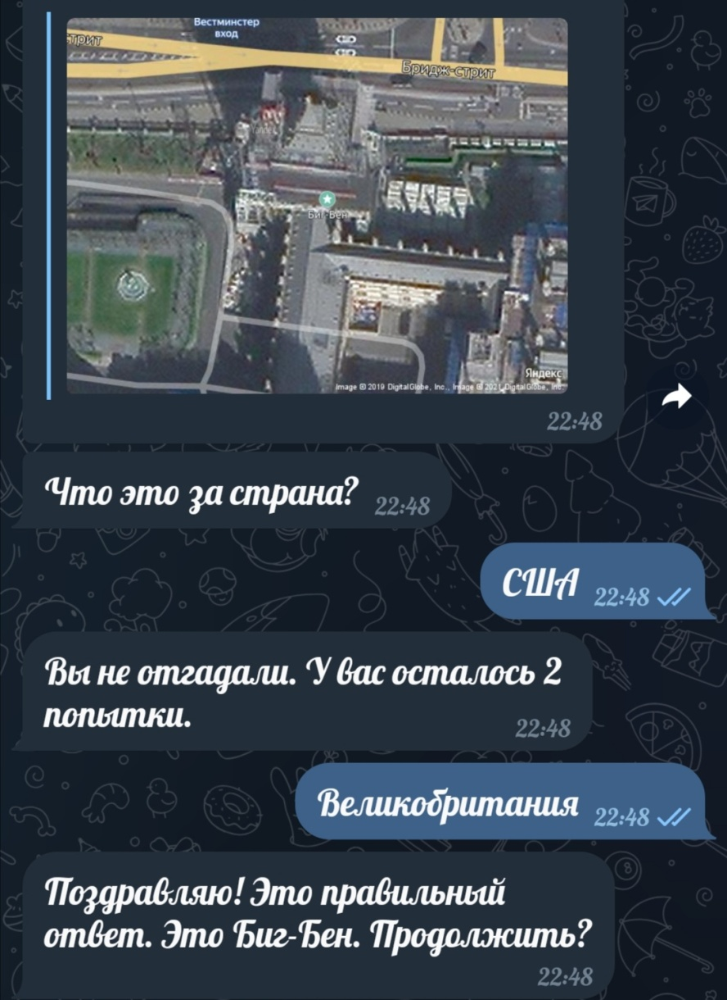 Вестминстер
вход
трит
Бридж-стрит
Yandex
Биг-Бен
Яндекс
Image © 2019 DigitalGlobe, Inc., Image © 2021 DigitalGlobe, Inc.
22:48
Что это за страна? 22:48
США 22:48
Вы не отгадали. У вас осталось 2
попытки. 22:48
Великобритания 22:48
Поздравляю! Это правильный
ответ. Это Биг-Бен. Продолжить?
22:48